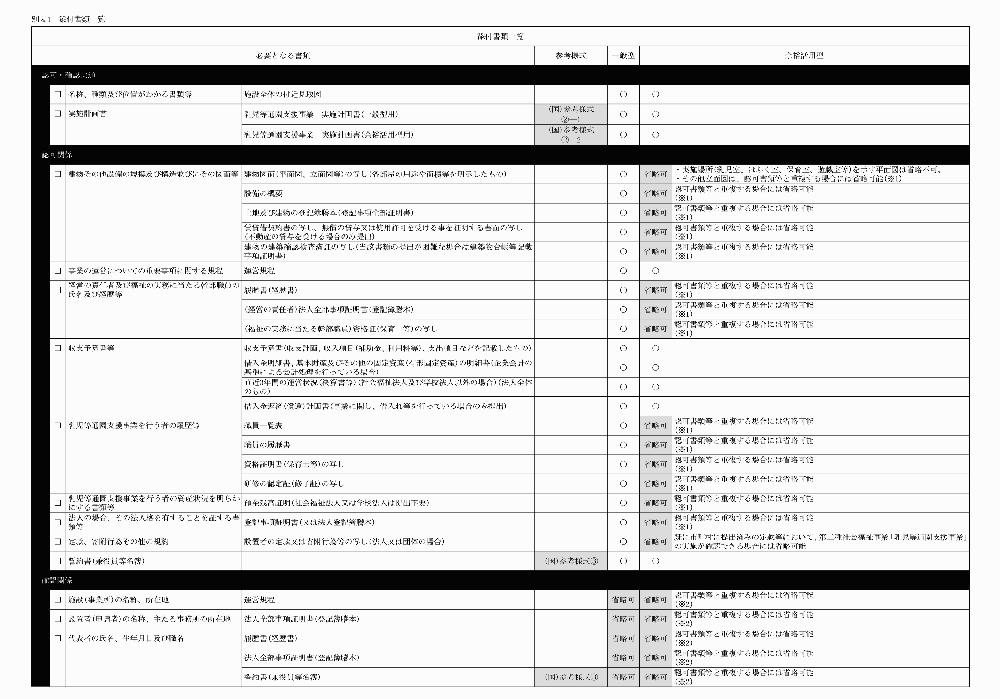 別表1　添付書類一覧
添付書類一覧
必要となる書類 参考様式 一般型 余裕活用型
認可・確認共通
□ 名称、種類及び位置がわかる書類等 施設全体の付近見取図 ○ ○
□ 実施計画書 乳児等通園支援事業　実施計画書(一般型用) (国)参考様式 ○ ○
②―1
乳児等通園支援事業　実施計画書(余裕活用型用) (国)参考様式 ○ ○
②―2
認可関係
□ 建物その他設備の規模及び構造並びにその図面等 建物図面(平面図、立面図等)の写し(各部屋の用途や面積等を明示したもの) ○ 省略可 ・実施場所(乳児室、ほふく室、保育室、遊戯室等)を示す平面図は省略不可。
・その他立面図は、認可書類等と重複する場合には省略可能(※1)
設備の概要 ○ 省略可 認可書類等と重複する場合には省略可能
(※1)
土地及び建物の登記簿謄本(登記事項全部証明書) ○ 省略可 認可書類等と重複する場合には省略可能
(※1)
賃貸借契約書の写し、無償の貸与又は使用許可を受ける事を証明する書面の写し
(不動産の貸与を受ける場合のみ提出) ○ 省略可 認可書類等と重複する場合には省略可能
(※1)
建物の建築確認検査済証の写し(当該書類の提出が困難な場合は建築物台帳等記載
事項証明書) ○ 省略可 認可書類等と重複する場合には省略可能
(※1)
□ 事業の運営についての重要事項に関する規程 運営規程 ○ ○
□ 経営の責任者及び福祉の実務に当たる幹部職員の
氏名及び経歴等 履歴書(経歴書) ○ 省略可 認可書類等と重複する場合には省略可能
(※1)
(経営の責任者)法人全部事項証明書(登記簿謄本) ○ 省略可 認可書類等と重複する場合には省略可能
(※1)
(福祉の実務に当たる幹部職員)資格証(保育士等)の写し ○ 省略可 認可書類等と重複する場合には省略可能
(※1)
□ 収支予算書等 収支予算書(収支計画、収入項目(補助金、利用料等)、支出項目などを記載したもの) ○ ○
借入金明細書、基本財産及びその他の固定資産(有形固定資産)の明細書(企業会計の
基準による会計処理を行っている場合) ○ ○
直近3年間の運営状況(決算書等)(社会福祉法人及び学校法人以外の場合)(法人全体
のもの) ○ ○
借入金返済(償還)計画書(事業に関し、借入れ等を行っている場合のみ提出) ○ ○
□ 乳児等通園支援事業を行う者の履歴等 職員一覧表 ○ 省略可 認可書類等と重複する場合には省略可能
(※1)
職員の履歴書 ○ 省略可 認可書類等と重複する場合には省略可能
(※1)
資格証明書(保育士等)の写し ○ 省略可 認可書類等と重複する場合には省略可能
(※1)
研修の認定証(修了証)の写し ○ 省略可 認可書類等と重複する場合には省略可能
(※1)
□ 乳児等通園支援事業を行う者の資産状況を明らか
にする書類等 預金残高証明(社会福祉法人又は学校法人は提出不要) ○ 省略可 認可書類等と重複する場合には省略可能
(※1)
□ 法人の場合、その法人格を有することを証する書
類等 登記事項証明書(又は法人登記簿謄本) ○ 省略可 認可書類等と重複する場合には省略可能
(※1)
□ 定款、寄附行為その他の規約 設置者の定款又は寄附行為等の写し(法人又は団体の場合) ○ 省略可 既に市町村に提出済みの定款等において、第二種社会福祉事業「乳児等通園支援事業」
の実施が確認できる場合には省略可能
□ 誓約書(兼役員等名簿) (国)参考様式③ ○ ○
確認関係
□ 施設(事業所)の名称、所在地 運営規程 省略可 省略可 認可書類等と重複する場合には省略可能
(※2)
□ 設置者(申請者)の名称、主たる事務所の所在地 法人全部事項証明書(登記簿謄本) 省略可 省略可 認可書類等と重複する場合には省略可能
(※2)
□ 代表者の氏名、生年月日及び職名 履歴書(経歴書) 省略可 省略可 認可書類等と重複する場合には省略可能
(※2)
法人全部事項証明書(登記簿謄本) 省略可 省略可 認可書類等と重複する場合には省略可能
(※2)
誓約書(兼役員等名簿) (国)参考様式③ 省略可 省略可 認可書類等と重複する場合には省略可能
(※2)